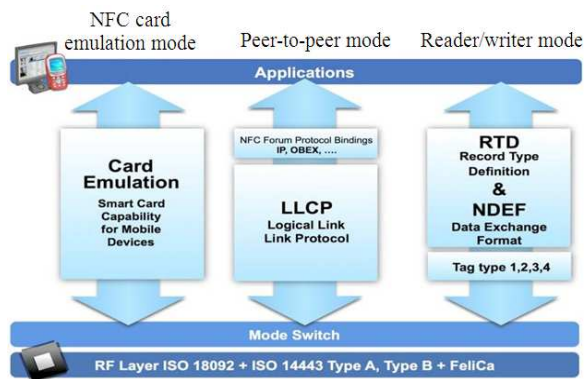 NFC card
emulation mode
Peer-to-peer mode
Reader/writer mode
Applications
Card
Emulation
Smart Card
Capability
for Mobile
Devices
NFC Forum Protocol Bindings
IP, OBEX, ....
LLCP
Logical Link
Link Protocol
RTD
Record Type
Definition
&
NDEF
Data Exchange
Format
Tag type 1,2,3,4
Mode Switch
RF Layer ISO 18092 + ISO 14443 Type A, Type B + FeliCa